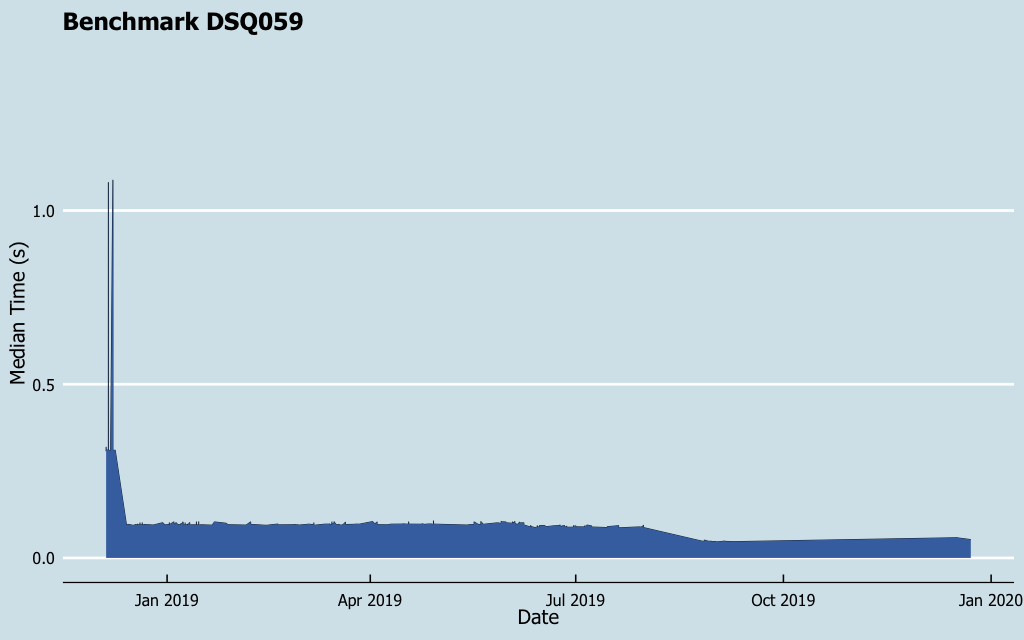 Benchmark DSQ059
Median Time (s)
1.0
0.5
0.0
Jan 2019
Apr 2019
Jul 2019
Oct 2019
Jan 2020
Date